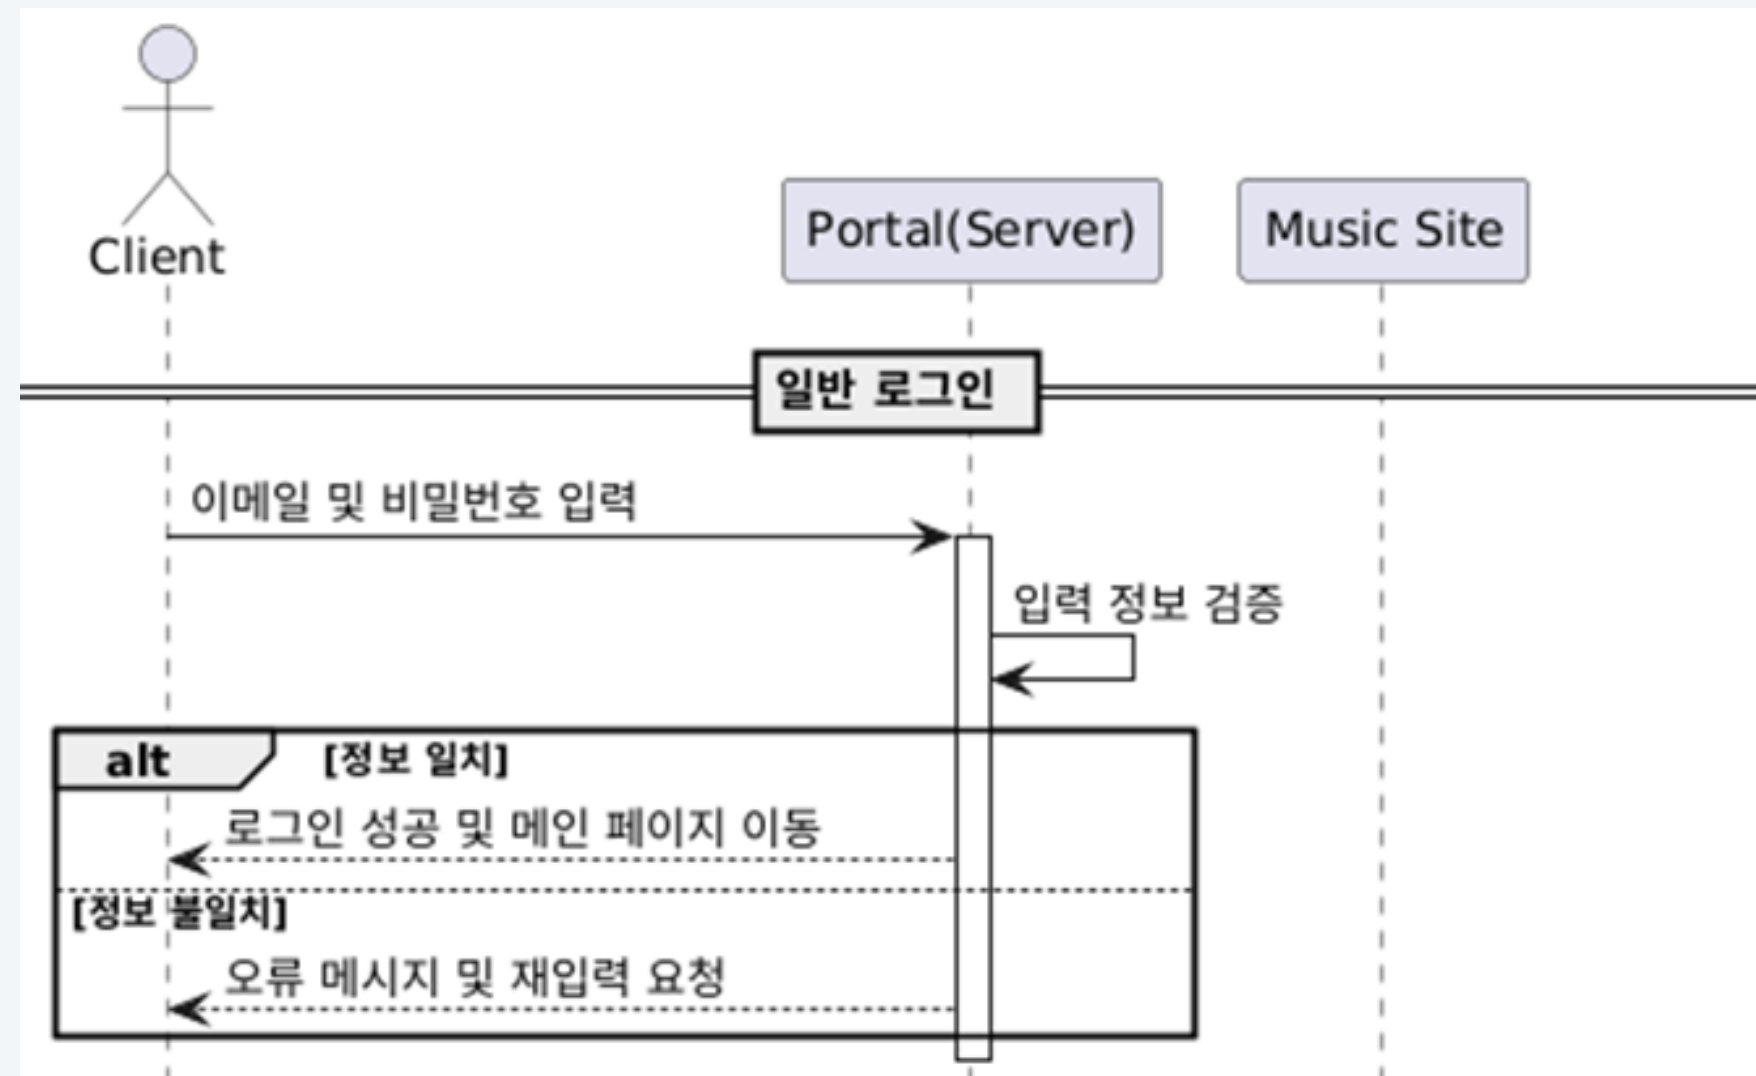 Client
Portal(Server)
Music Site
일반 로그인
이메일 및 비밀번호 입력
입력 정보 검증
alt [정보 일치]
로그인 성공 및 메인 페이지 이동
[정보 불일치]
오류 메시지 및 재입력 요청